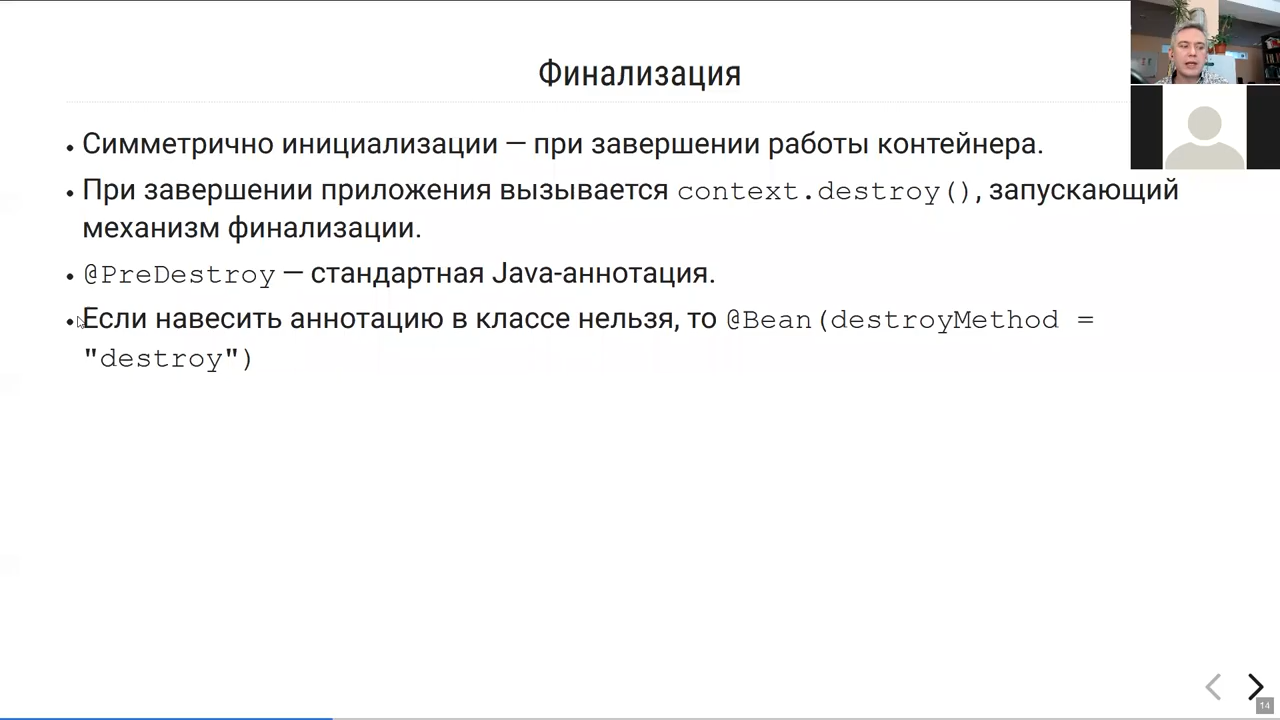 Финализация
• Симметрично инициализации — при завершении работы контейнера.
• При завершении приложения вызывается context.destroy(), запускающий
механизм финализации.
• @PreDestroy — стандартная Java-аннотация.
• Если навесить аннотацию в классе нельзя, то @Bean(destroyMethod =
"destroy")
14